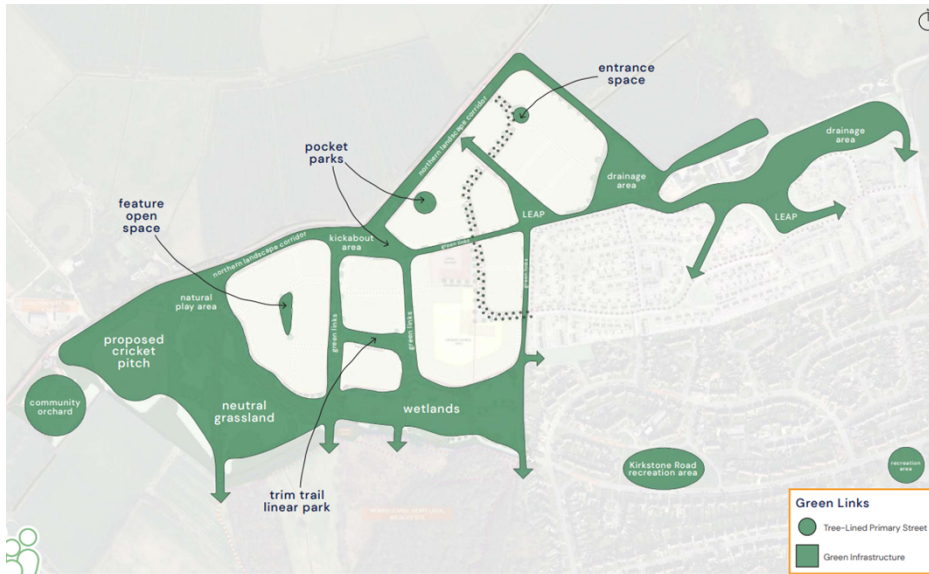 entrance
space
pocket
parks
feature
open
space
northern landscape corridor
drainage
area
drainage
area
LEAP
LEAP
kickabout
area
green links
northern landscape corridor
natural
play area
proposed
cricket
pitch
community
orchard
neutral
grassland
green links
green links
green links
wetlands
trim trail
linear park
Kirkstone Road
recreation area
recreation
area
Green Links
Tree-Lined Primary Street
Green Infrastructure